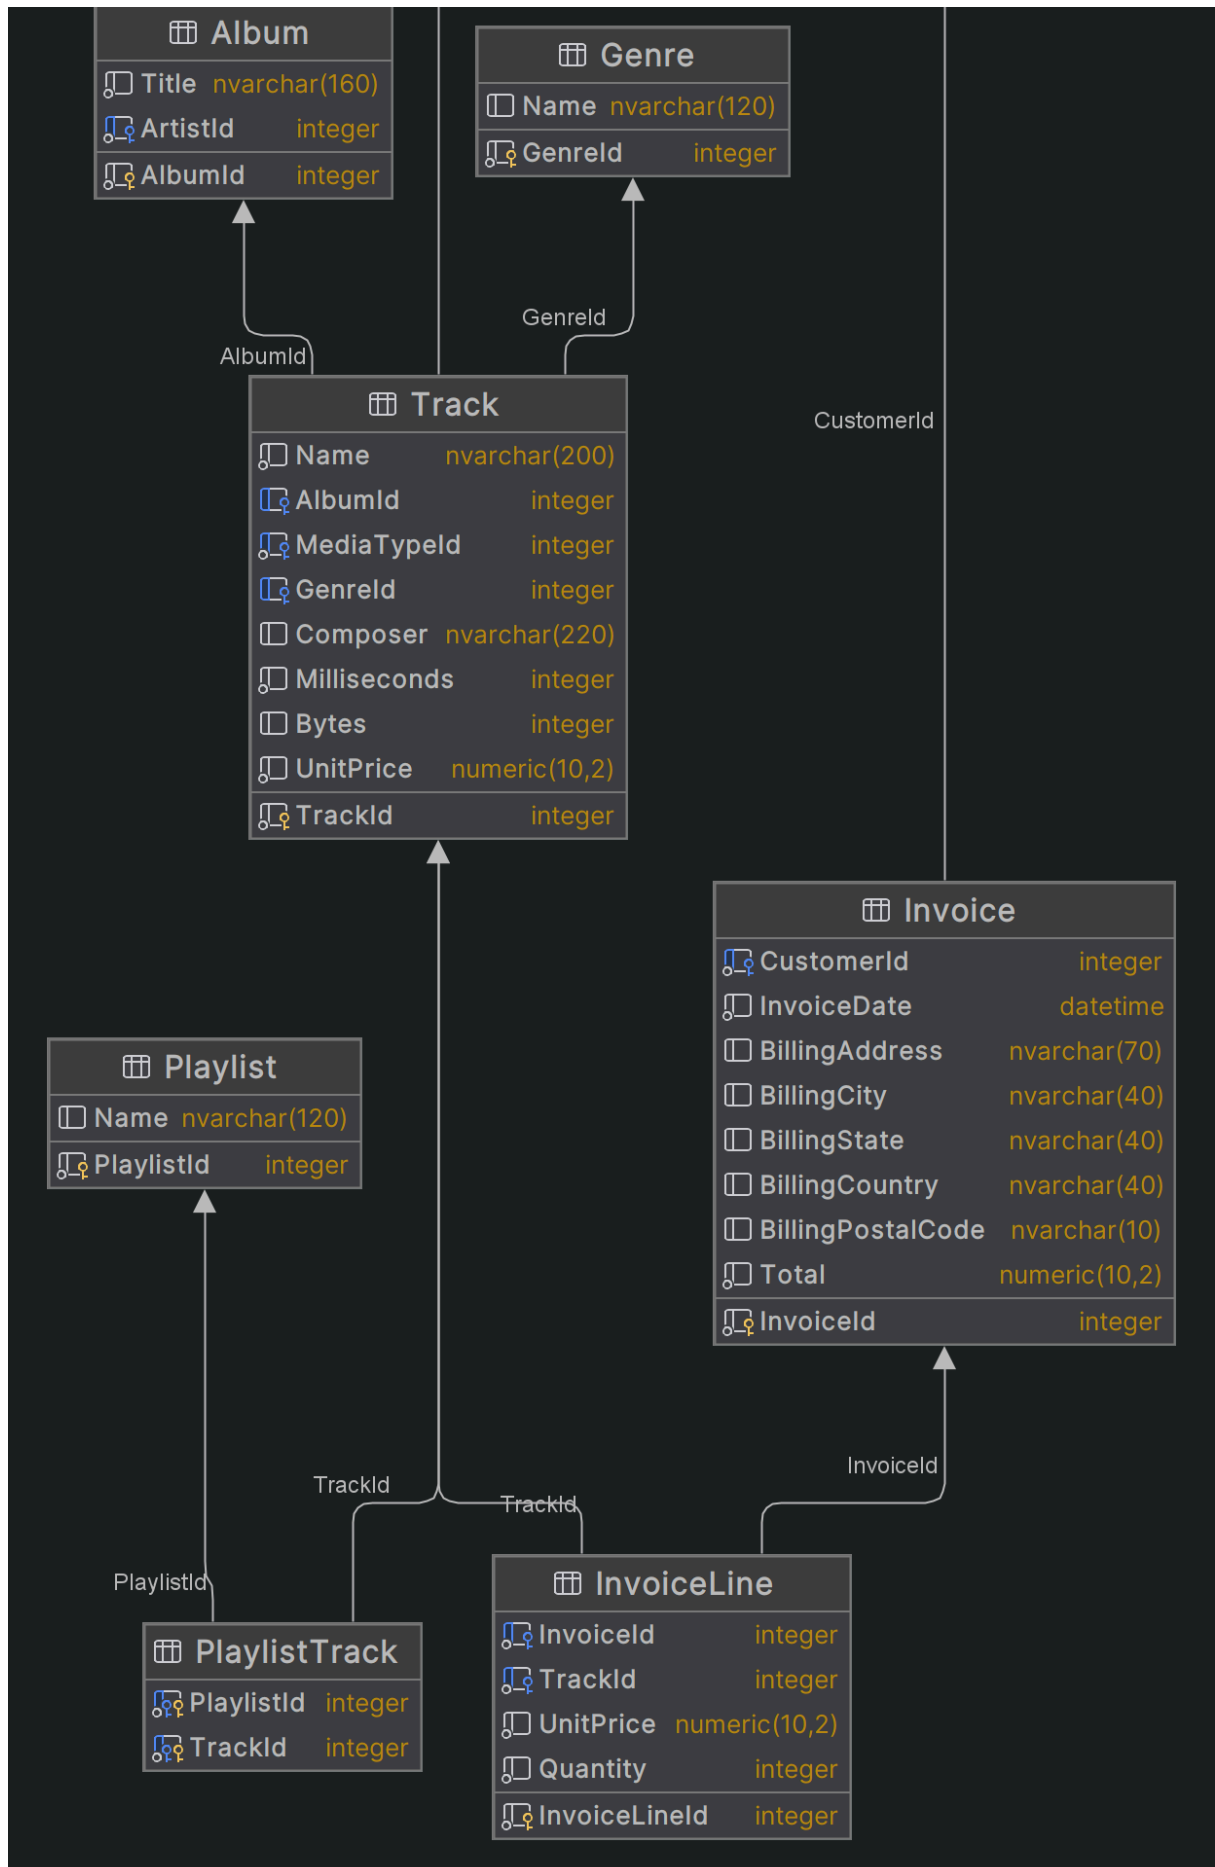 Album
Title nvarchar(160)
ArtistId integer
AlbumId integer
Genre
Name nvarchar(120)
GenreId integer
GenreId
AlbumId
Track
Name nvarchar(200)
AlbumId integer
MediaTypeId integer
GenreId integer
Composer nvarchar(220)
Milliseconds integer
Bytes integer
UnitPrice numeric(10,2)
TrackId integer
CustomerId
Invoice
CustomerId integer
InvoiceDate datetime
BillingAddress nvarchar(70)
BillingCity nvarchar(40)
BillingState nvarchar(40)
BillingCountry nvarchar(40)
BillingPostalCode nvarchar(10)
Total numeric(10,2)
InvoiceId integer
Playlist
Name nvarchar(120)
PlaylistId integer
TrackId
TrackId
InvoiceId
PlaylistId
PlaylistTrack
PlaylistId integer
TrackId integer
InvoiceLine
InvoiceId integer
TrackId integer
UnitPrice numeric(10,2)
Quantity integer
InvoiceLineId integer